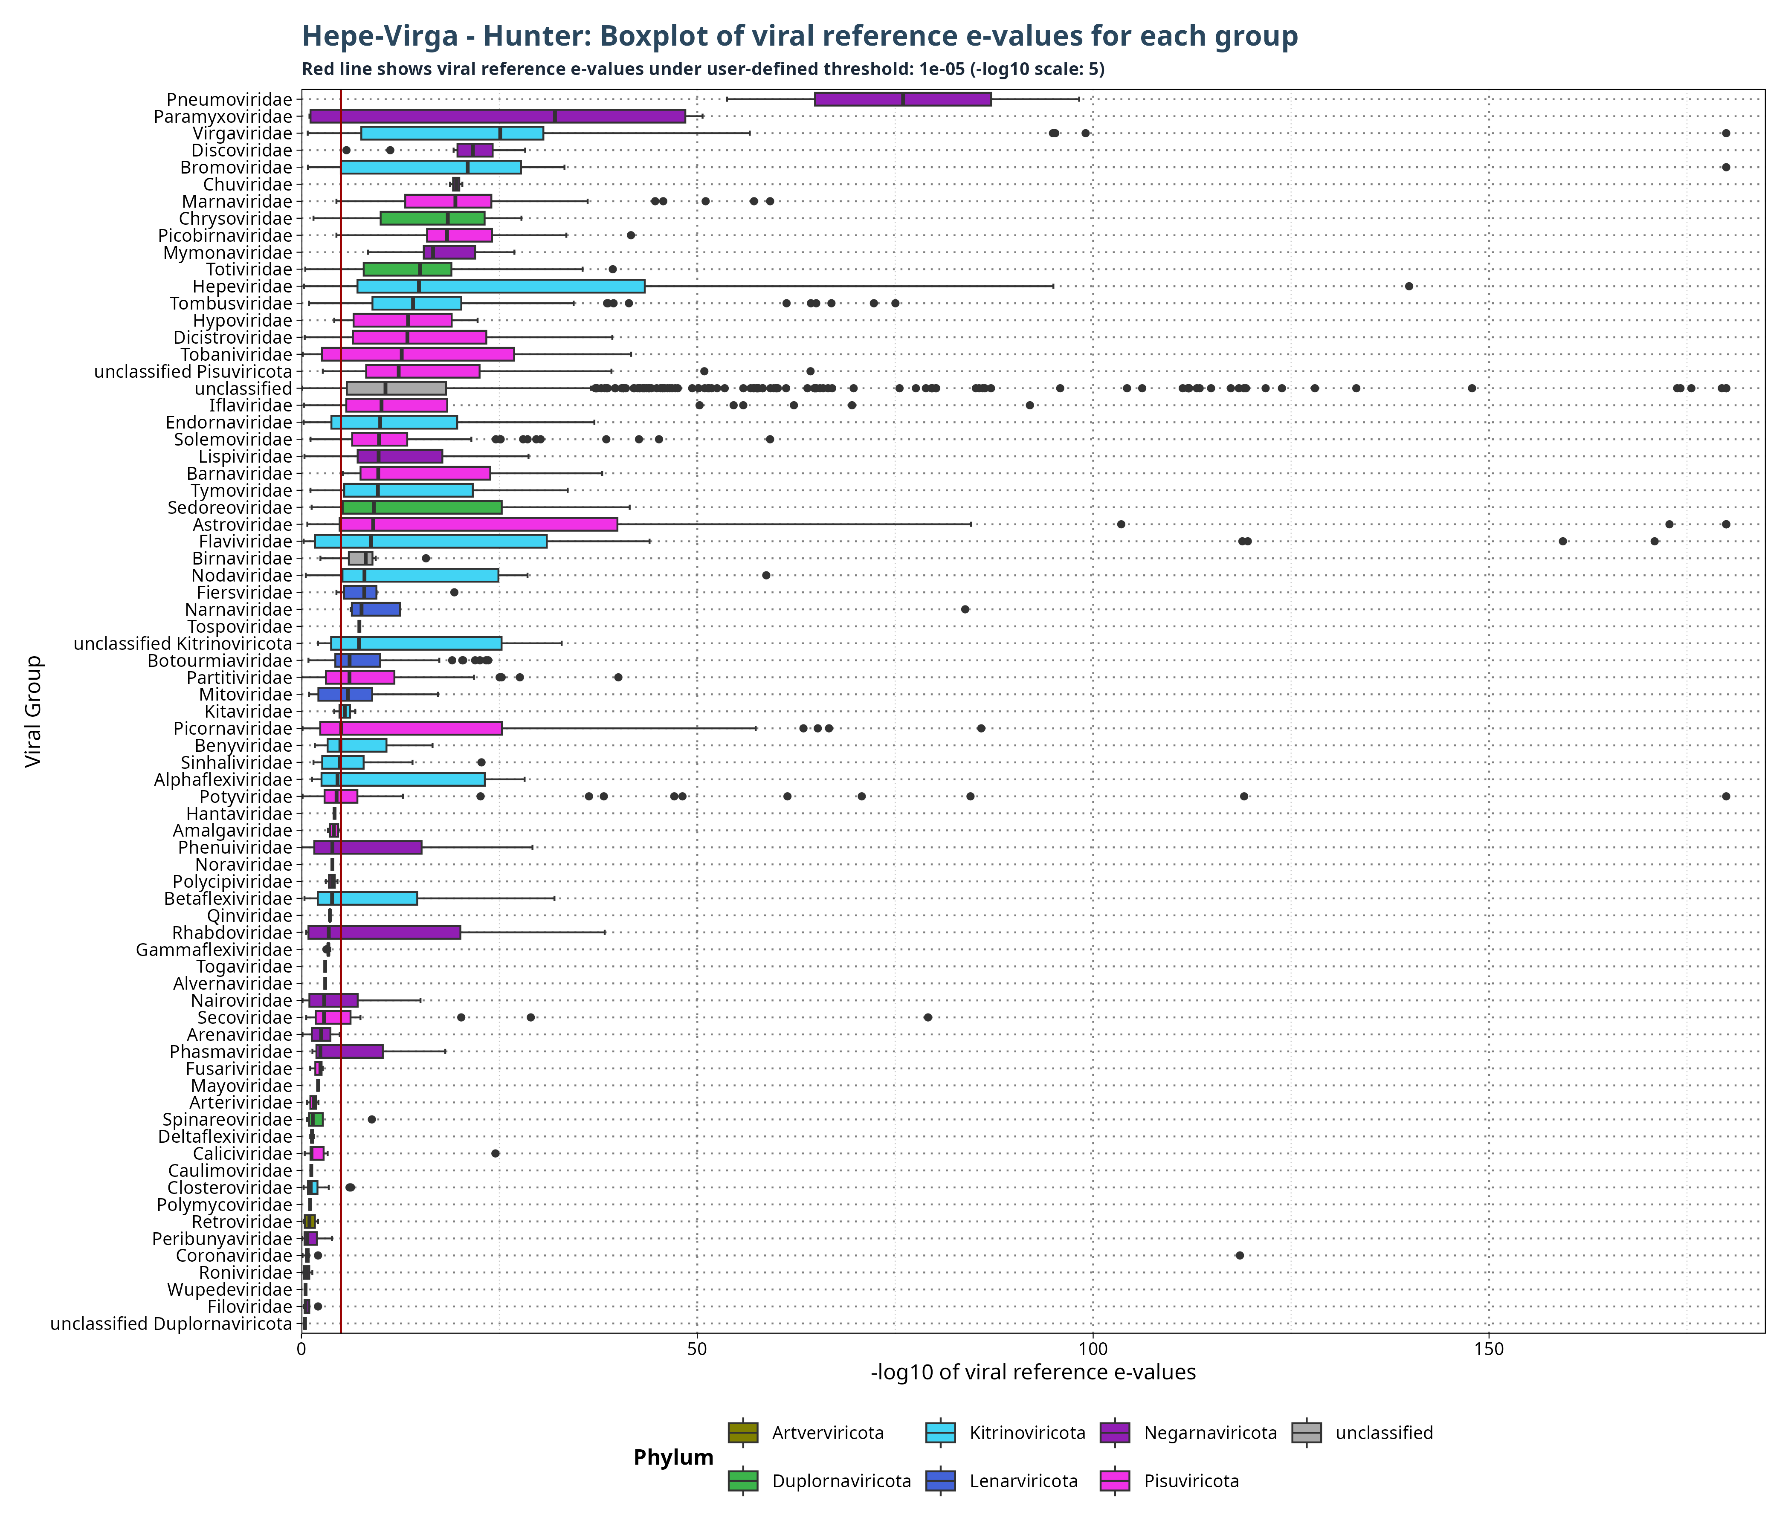 Hepe-Virga - Hunter: Boxplot of viral reference e-values for each group
Red line shows viral reference e-values under user-defined threshold: 1e-05 (-log10 scale: 5)
Viral Group
Pneumoviridae
Paramyxoviridae
Virgaviridae
Discoviridae
Bromoviridae
Chuviridae
Marnaviridae
Chrysoviridae
Picobirnaviridae
Mymonaviridae
Totiviridae
Hepeviridae
Tombusviridae
Hypoviridae
Dicistroviridae
Tobaniviridae
unclassified Pisuviricota
unclassified
Iflaviridae
Endornaviridae
Solemoviridae
Lispiviridae
Barnaviridae
Tymoviridae
Sedoreoviridae
Astroviridae
Flaviviridae
Birnaviridae
Nodaviridae
Fiersviridae
Narnaviridae
Tospoviridae
unclassified Kitrinoviricota
Botourmiaviridae
Partitiviridae
Mitoviridae
Kitaviridae
Picornaviridae
Benyviridae
Sinhaliviridae
Alphaflexiviridae
Potyviridae
Hantaviridae
Amalgaviridae
Phenuiviridae
Noraviridae
Polycipiviridae
Betaflexiviridae
Qinviridae
Rhabdoviridae
Gammaflexiviridae
Togaviridae
Alvernaviridae
Nairoviridae
Secoviridae
Arenaviridae
Phasmaviridae
Fusariviridae
Mayoviridae
Arteriviridae
Spinareoviridae
Deltaflexiviridae
Caliciviridae
Caulimoviridae
Closteroviridae
Polymycoviridae
Retroviridae
Peribunyaviridae
Coronaviridae
Roniviridae
Wupedeviridae
Filoviridae
unclassified Duplornaviricota
0 50 100 150
-log10 of viral reference e-values
Phylum
Artverviricota Kitrinoviricota Negarnaviricota unclassified
Duplornaviricota Lenarviricota Pisuviricota